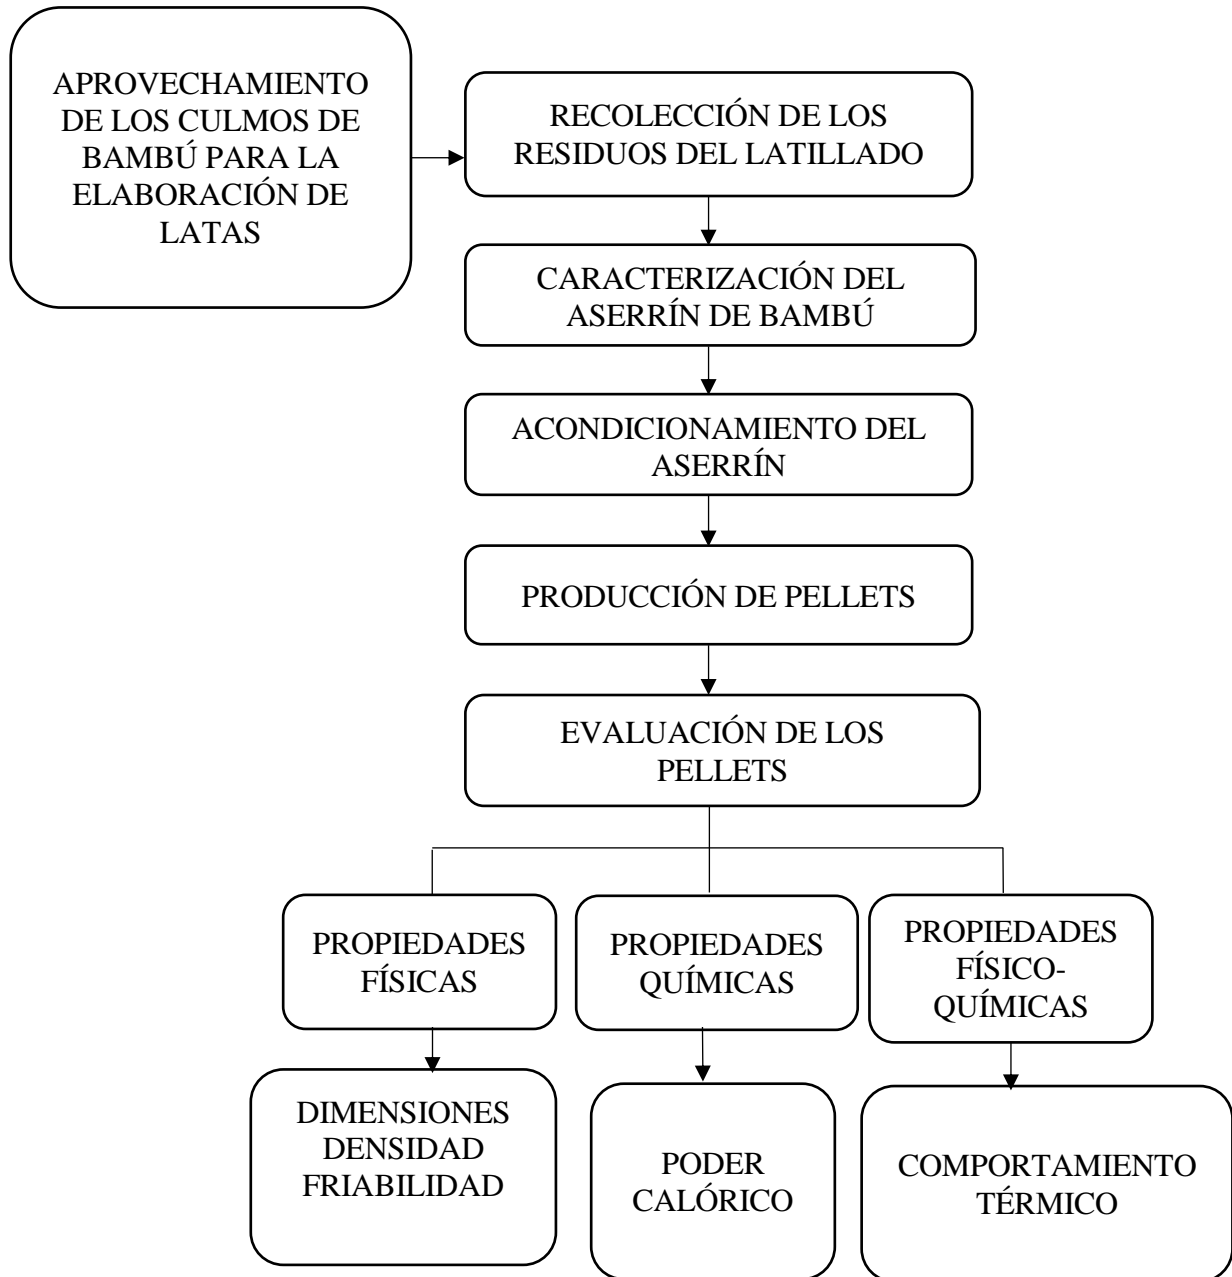 APROVECHAMIENTO
DE LOS CULMOS DE
BAMBÚ PARA LA
ELABORACIÓN DE
LATAS
RECOLECCIÓN DE LOS
RESIDUOS DEL LATILLADO
CARACTERIZACIÓN DEL
ASERRÍN DE BAMBÚ
ACONDICIONAMIENTO DEL
ASERRÍN
PRODUCCIÓN DE PELLETS
EVALUACIÓN DE LOS
PELLETS
PROPIEDADES
FÍSICAS
PROPIEDADES
QUÍMICAS
PROPIEDADES
FÍSICO-
QUÍMICAS
DIMENSIONES
DENSIDAD
FRIABILIDAD
PODER
CALÓRICO
COMPORTAMIENTO
TÉRMICO